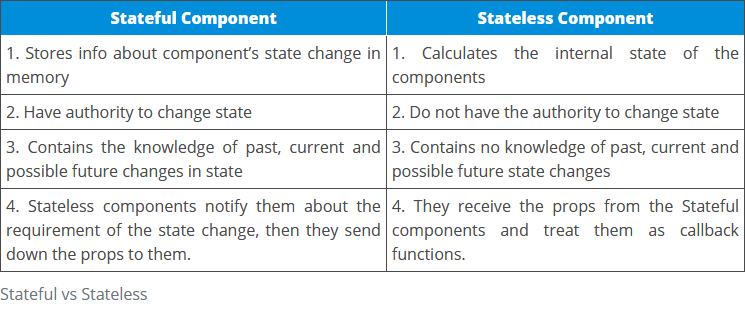 Stateful Component
Stateless Component
1. Stores info about component’s state change in
memory
1. Calculates the internal state of the
components
2. Have authority to change state
2. Do not have the authority to change state
3. Contains the knowledge of past, current and
possible future changes in state
3. Contains no knowledge of past, current and
possible future state changes
4. Stateless components notify them about the
requirement of the state change, then they send
down the props to them.
4. They receive the props from the Stateful
components and treat them as callback
functions.
Stateful vs Stateless